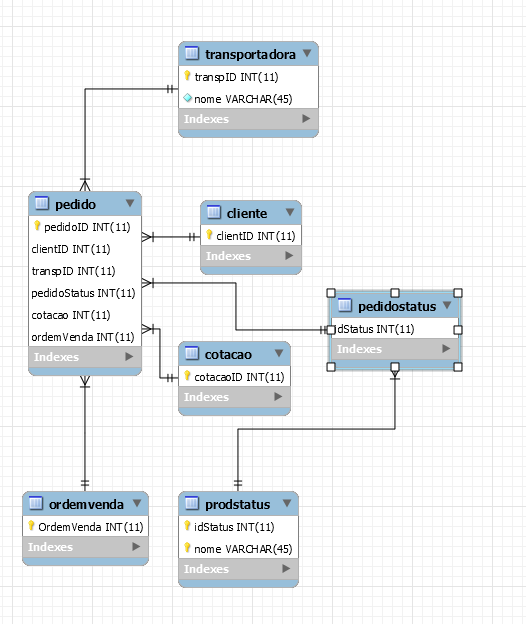 transportadora
transpID INT(11)
nome VARCHAR(45)
Indexes
pedido
pedidoID INT(11)
clientID INT(11)
transpID INT(11)
pedidoStatus INT(11)
cotacao INT(11)
ordemVenda INT(11)
Indexes
cliente
clientID INT(11)
Indexes
pedidostatus
idStatus INT(11)
Indexes
cotacao
cotacaoID INT(11)
Indexes
ordemvenda
OrdemVenda INT(11)
Indexes
prodstatus
idStatus INT(11)
nome VARCHAR(45)
Indexes